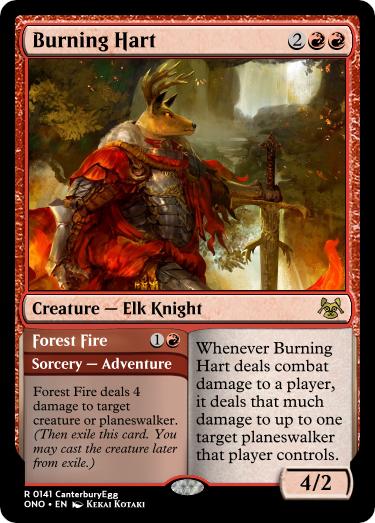 Burning Hart 2
Creature — Elk Knight
Forest Fire 1
Sorcery — Adventure
Forest Fire deals 4
damage to target
creature or planeswalker.
(Then exile this card. You
may cast the creature later
from exile.)
Whenever Burning
Hart deals combat
damage to a player,
it deals that much
damage to up to one
target planeswalker
that player controls.
4/2
R 0141 CanterburyEgg
ONO • EN Kekai Kotaki